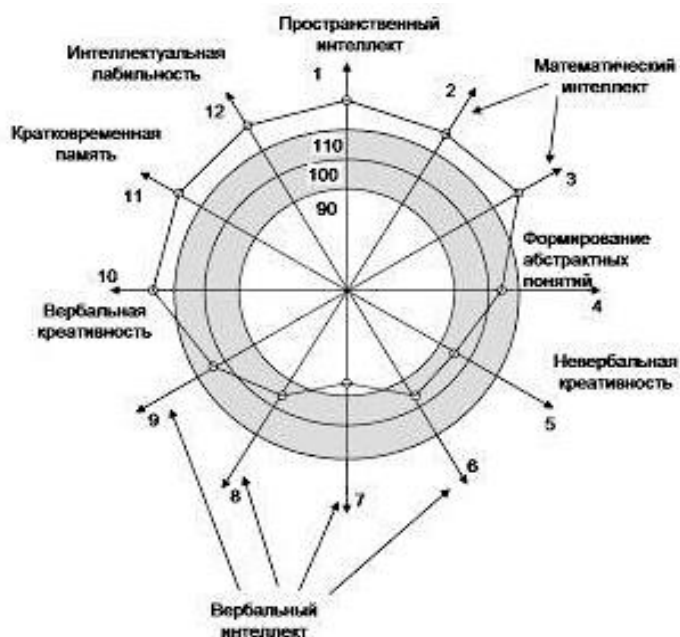 Пространственный
интеллект
Интеллектуальная
лабильность
1
2
Математический
интеллект
12
Кратковременная
память
110
100
90
11
3
Формирование
абстрактных
понятий
10
4
Вербальная
креативность
Невербальная
креативность
9
5
8
7
6
Вербальный
интеллект